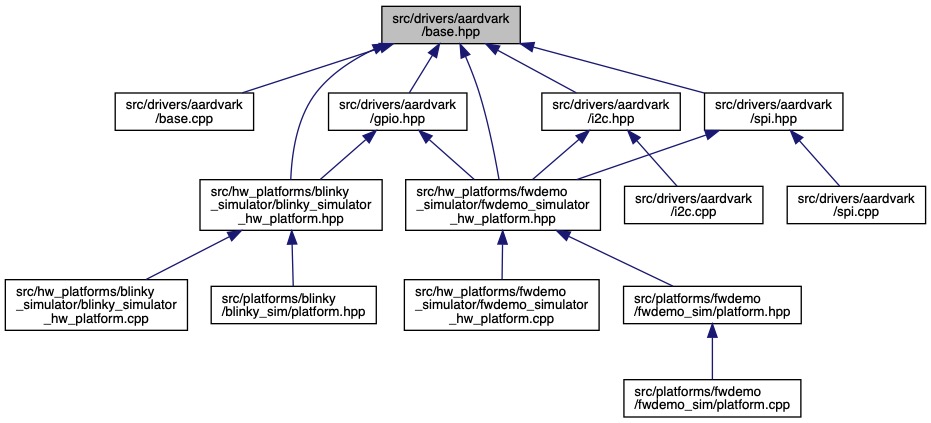 src/drivers/aardvark
/base.hpp
src/drivers/aardvark
/base.cpp
src/drivers/aardvark
/gpio.hpp
src/drivers/aardvark
/i2c.hpp
src/drivers/aardvark
/spi.hpp
src/hw_platforms/blinky
_simulator/blinky_simulator
_hw_platform.hpp
src/hw_platforms/fwdemo
_simulator/fwdemo_simulator
_hw_platform.hpp
src/drivers/aardvark
/i2c.cpp
src/drivers/aardvark
/spi.cpp
src/hw_platforms/blinky
_simulator/blinky_simulator
_hw_platform.cpp
src/platforms/blinky
/blinky_sim/platform.hpp
src/hw_platforms/fwdemo
_simulator/fwdemo_simulator
_hw_platform.cpp
src/platforms/fwdemo
/fwdemo_sim/platform.hpp
src/platforms/fwdemo
/fwdemo_sim/platform.cpp